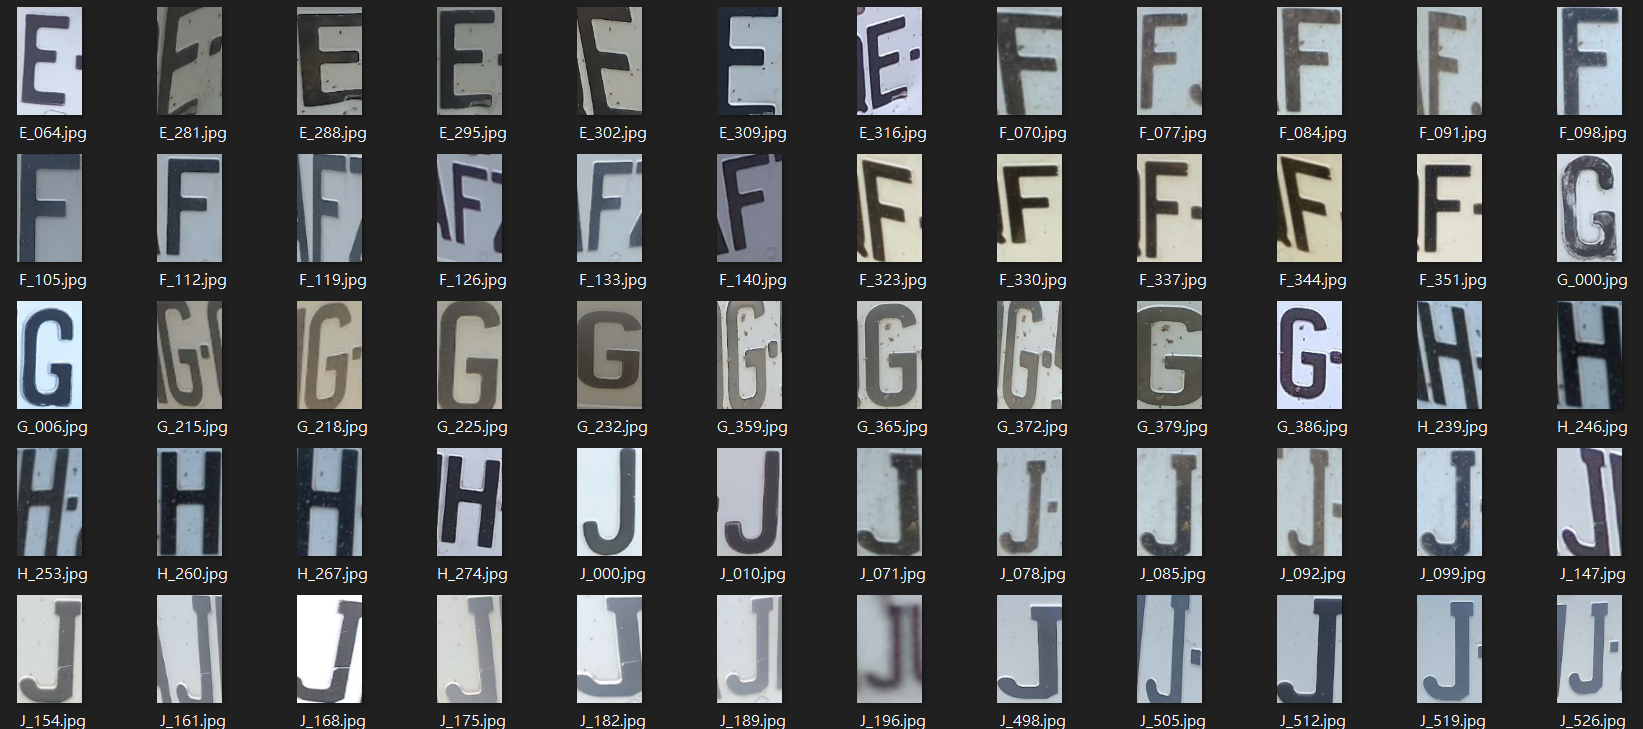 E E E E E E E F F F F F
E_064.jpg E_281.jpg E_288.jpg E_295.jpg E_302.jpg E_309.jpg E_316.jpg F_070.jpg F_077.jpg F_084.jpg F_091.jpg F_098.jpg
F F F F F F F F F F F G
F_105.jpg F_112.jpg F_119.jpg F_126.jpg F_133.jpg F_140.jpg F_323.jpg F_330.jpg F_337.jpg F_344.jpg F_351.jpg G_000.jpg
G G G G G G G G G G H H
G_006.jpg G_215.jpg G_218.jpg G_225.jpg G_232.jpg G_359.jpg G_365.jpg G_372.jpg G_379.jpg G_386.jpg H_239.jpg H_246.jpg
H H H H J J J J J J J J
H_253.jpg H_260.jpg H_267.jpg H_274.jpg J_000.jpg J_010.jpg J_071.jpg J_078.jpg J_085.jpg J_092.jpg J_099.jpg J_147.jpg
J J J J J J J J J J J J
J_154.jpg J_161.jpg J_168.jpg J_175.jpg J_182.jpg J_189.jpg J_196.jpg J_498.jpg J_505.jpg J_512.jpg J_519.jpg J_526.jpg